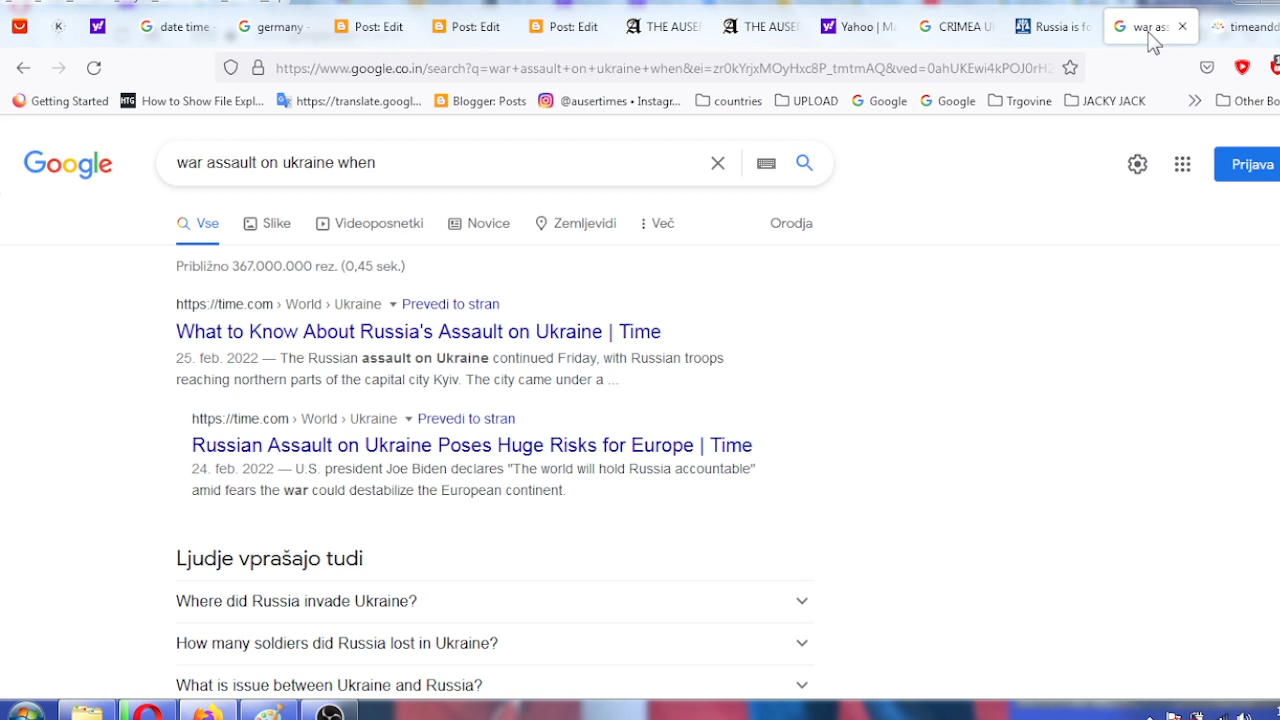 date time
germany -
Post: Edit
Post: Edit
Post: Edit
THE AUSE
THE AUSE
Yahoo | Ma
CRIMEA U
Russia is fo
war ass
timeandd
https://www.google.co.in/search?q=war+assault+o+ukraine+when&ei=zr0kYrjxMOyHxc8P_tmtmAQ&ved=0ahUKEwi4kPOJ0rH2
Getting Started
HTG
How to Show File Expl...
https://translate.googl...
Blogger: Posts
@ausertimes • Instagr...
countries
UPLOAD
Google
Google
Trgovine
JACKY JACK
Other Bo
Google
war assault on ukraine when
Prijava
Vse
Slike
Videoposnetki
Novice
Zemljevidi
Več
Orodja
Približno 367.000.000 rez. (0,45 sek.)
https://time.com › World › Ukraine
Prevedi to stran
What to Know About Russia's Assault on Ukraine | Time
25. feb. 2022 — The Russian assault on Ukraine continued Friday, with Russian troops
reaching northern parts of the capital city Kyiv. The city came under a ...
https://time.com › World › Ukraine
Prevedi to stran
Russian Assault on Ukraine Poses Huge Risks for Europe | Time
24. feb. 2022 — U.S. president Joe Biden declares "The world will hold Russia accountable"
amid fears the war could destabilize the European continent.
Ljudje vprašajo tudi
Where did Russia invade Ukraine?
How many soldiers did Russia lost in Ukraine?
What is issue between Ukraine and Russia?